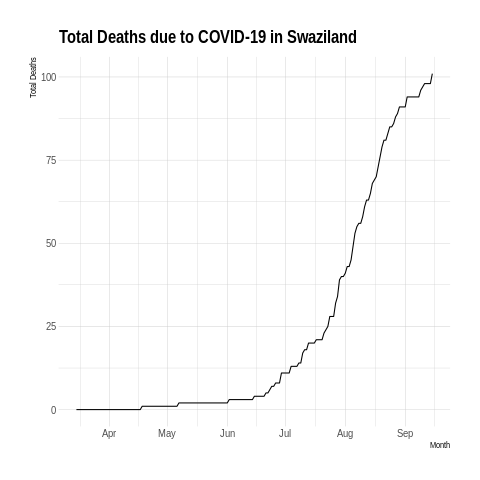 Total Deaths due to COVID-19 in Swaziland
Total Deaths
100
75
50
25
0
Apr May Jun Jul Aug Sep
Month